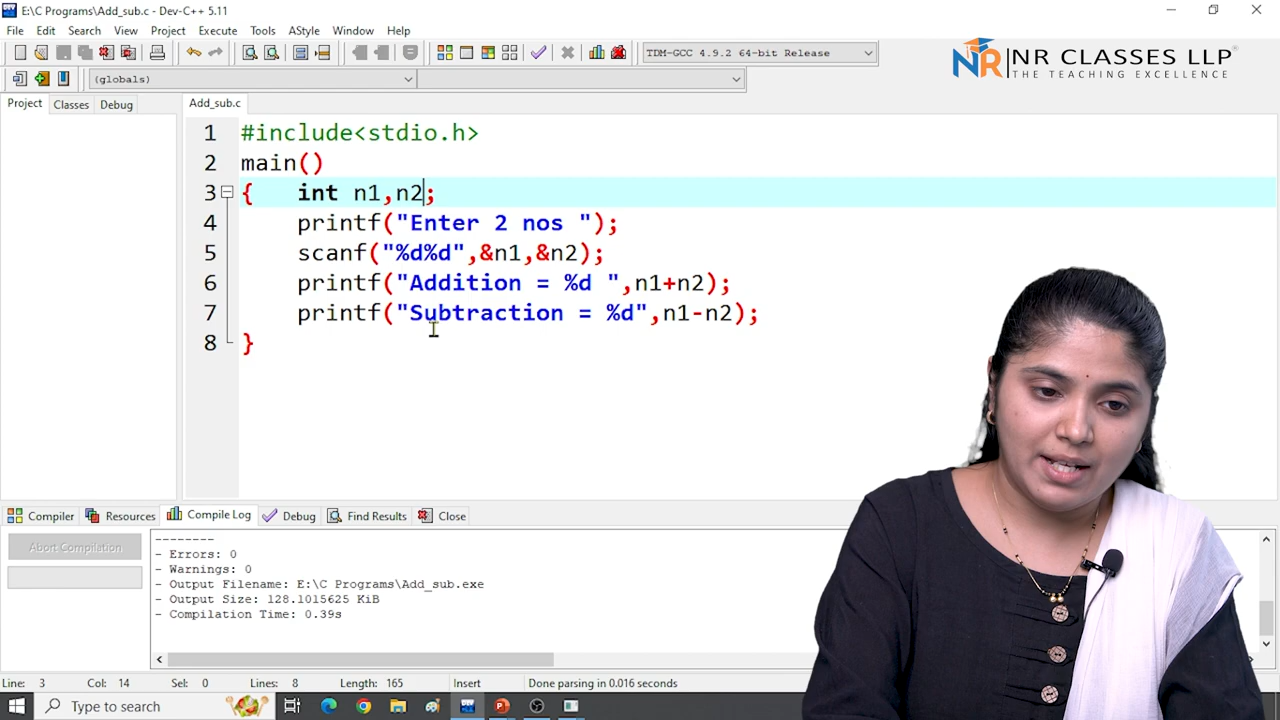 E:\C Programs\Add_sub.c - Dev-C++ 5.11
File Edit Search View Project Execute Tools AStyle Window Help
TDM-GCC 4.9.2 64-bit Release
(globals)
NR NR CLASSES LLP
THE TEACHING EXCELLENCE
Project Classes Debug Add_sub.c
1 #include<stdio.h>
2 main()
3 { int n1,n2;
4 printf("Enter 2 nos ");
5 scanf("%d%d",&n1,&n2);
6 printf("Addition = %d ",n1+n2);
7 printf("Subtraction = %d",n1-n2);
8 }
Compiler Resources Compile Log Debug Find Results Close
Abort Compilation
--------
- Errors: 0
- Warnings: 0
- Output Filename: E:\C Programs\Add_sub.exe
- Output Size: 128.1015625 KiB
- Compilation Time: 0.39s
Line: 3 Col: 14 Sel: 0 Lines: 8 Length: 165 Insert Done parsing in 0.016 seconds
Type to search